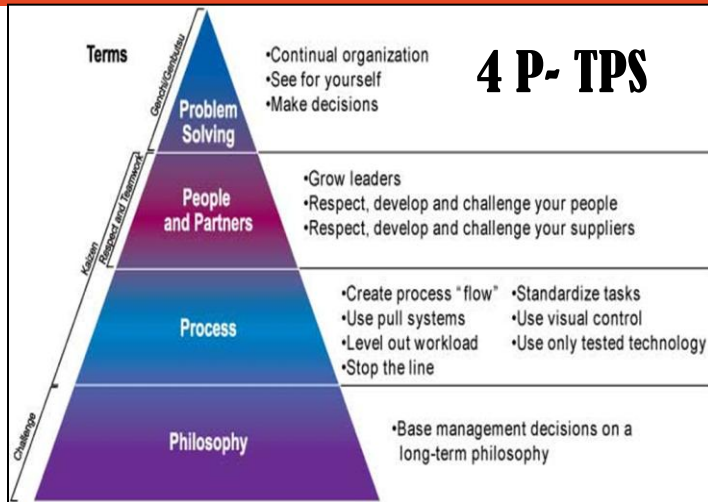 Terms
4 P- TPS
Genchi/Genbutsu
Problem
Solving
•Continual organization
•See for yourself
•Make decisions
Kaizen
Respect and Teamwork
People
and Partners
•Grow leaders
•Respect, develop and challenge your people
•Respect, develop and challenge your suppliers
Process
•Create process "flow"
•Use pull systems
•Level out workload
•Stop the line
•Standardize tasks
•Use visual control
•Use only tested technology
Challenge
Philosophy
•Base management decisions on a
long-term philosophy